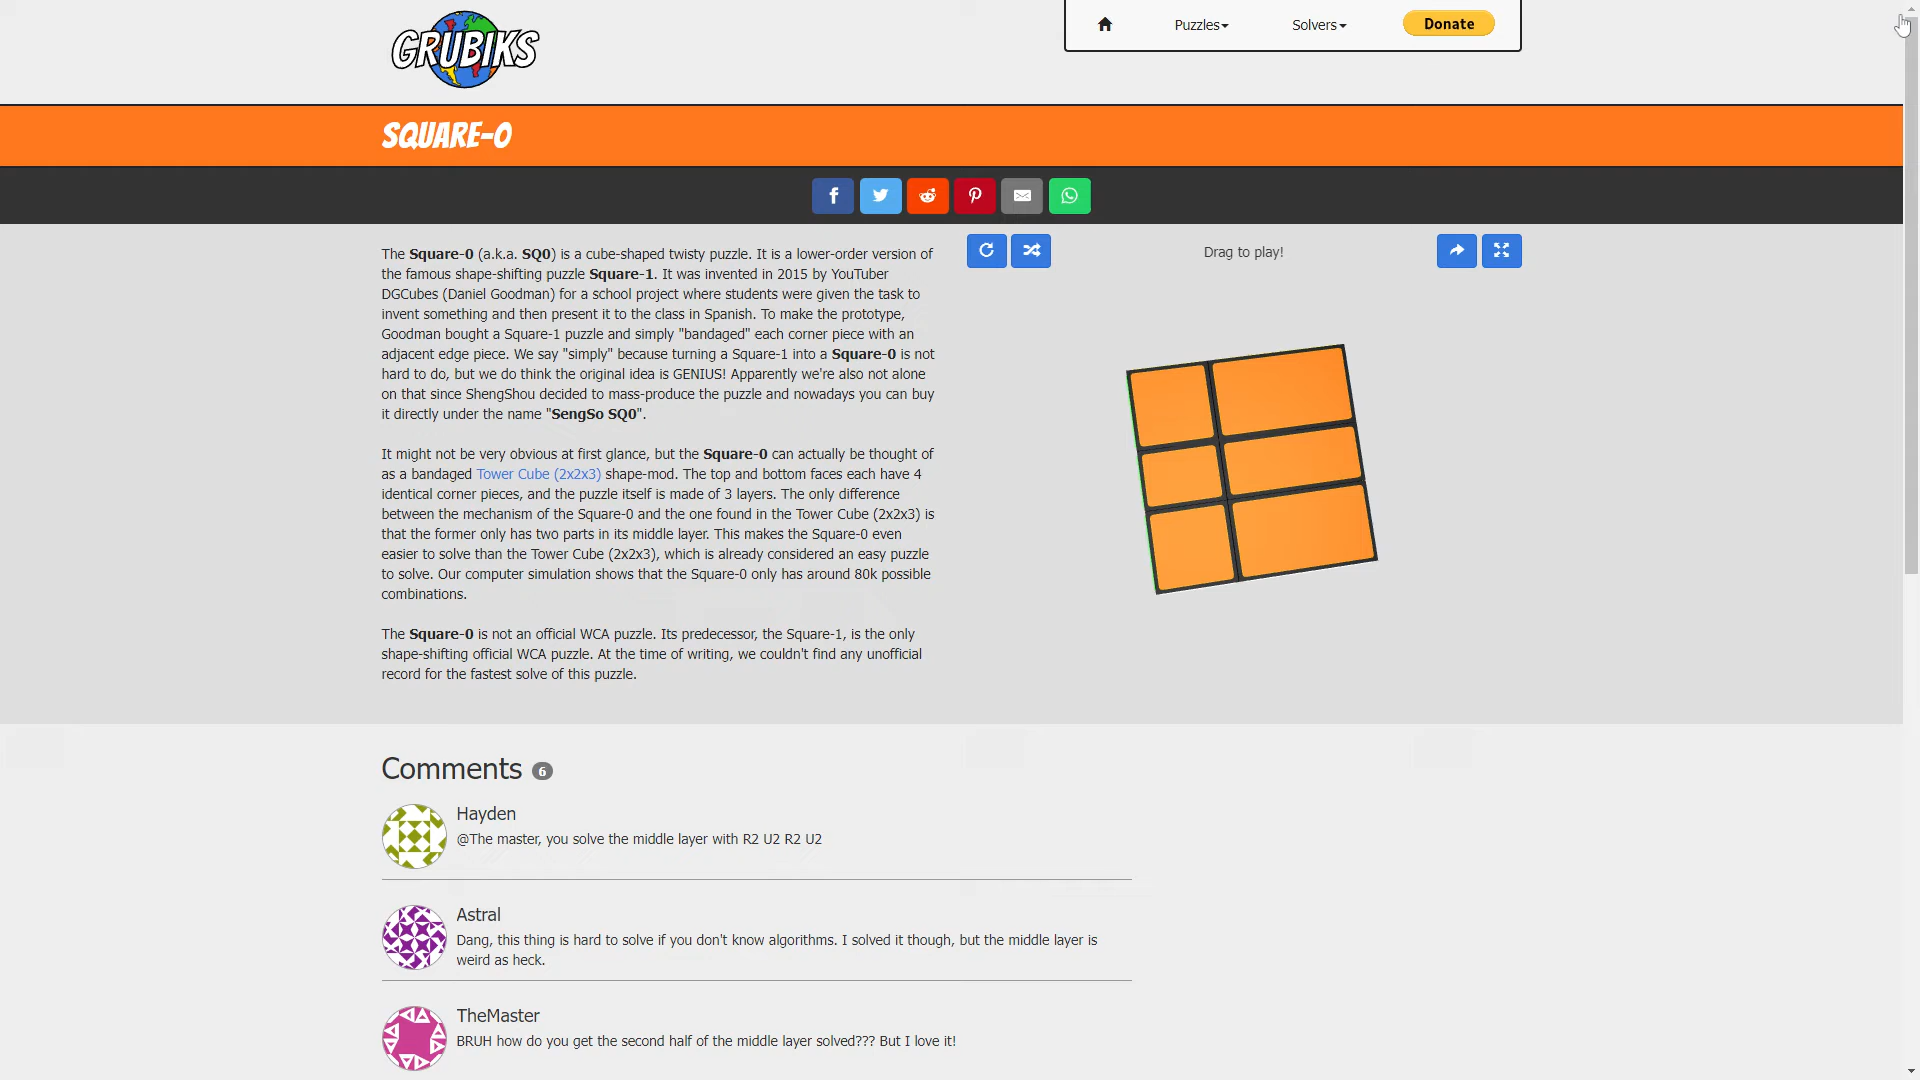 GRUBIKS
Puzzles
Solvers
Donate
SQUARE-0
The Square-0 (a.k.a. SQ0) is a cube-shaped twisty puzzle. It is a lower-order version of
the famous shape-shifting puzzle Square-1. It was invented in 2015 by YouTuber
DGCubes (Daniel Goodman) for a school project where students were given the task to
invent something and then present it to the class in Spanish. To make the prototype,
Goodman bought a Square-1 puzzle and simply "bandaged" each corner piece with an
adjacent edge piece. We say "simply" because turning a Square-1 into a Square-0 is not
hard to do, but we do think the original idea is GENIUS! Apparently we're also not alone
on that since ShengShou decided to mass-produce the puzzle and nowadays you can buy
it directly under the name "SengSo SQ0".
It might not be very obvious at first glance, but the Square-0 can actually be thought of
as a bandaged Tower Cube (2x2x3) shape-mod. The top and bottom faces each have 4
identical corner pieces, and the puzzle itself is made of 3 layers. The only difference
between the mechanism of the Square-0 and the one found in the Tower Cube (2x2x3) is
that the former only has two parts in its middle layer. This makes the Square-0 even
easier to solve than the Tower Cube (2x2x3), which is already considered an easy puzzle
to solve. Our computer simulation shows that the Square-0 only has around 80k possible
combinations.
The Square-0 is not an official WCA puzzle. Its predecessor, the Square-1, is the only
shape-shifting official WCA puzzle. At the time of writing, we couldn't find any unofficial
record for the fastest solve of this puzzle.
Drag to play!
Comments 6
Hayden
@The master, you solve the middle layer with R2 U2 R2 U2
Astral
Dang, this thing is hard to solve if you don't know algorithms. I solved it though, but the middle layer is
weird as heck.
TheMaster
BRUH how do you get the second half of the middle layer solved??? But I love it!